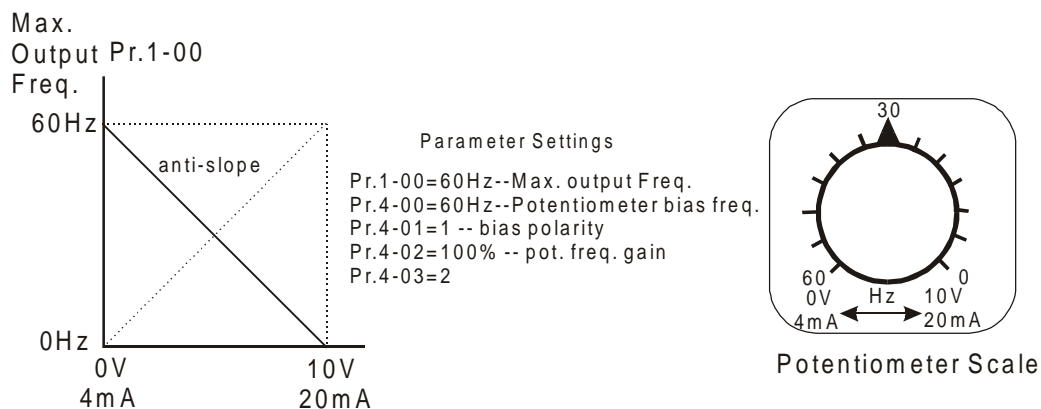 Max.
Output Pr.1-00
Freq.
60Hz
anti-slope
0Hz
0V
10V
4mA
20mA
Parameter Settings
Pr.1-00=60Hz--Max. output Freq.
Pr.4-00=60Hz--Potentiometer bias freq.
Pr.4-01=1 -- bias polarity
Pr.4-02=100% -- pot. freq. gain
Pr.4-03=2
30
60
0
0V
Hz
10V
4mA
20mA
Potentiometer Scale